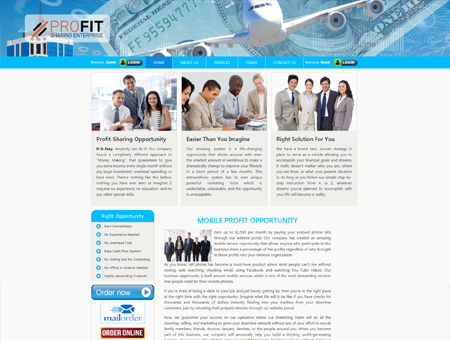 PROFIT
SHARING ENTERPRISE
Welcome, Guest LOGIN
HOME
ABOUT US
SERVICES
TERMS
CONTACT US
Welcome, Guest LOGIN
Profit-Sharing Opportunity
It is Easy. Anybody can do it. Our company
found a completely different approach to
"Money Making" that guarantees to give
you extra income every single month without
any large investment, overhead spending, or
hard work. There's nothing like this before,
nothing you have ever seen or imagine! It
requires no experience, no education, and no
any other special skills.
Easier Than You Imagine
Our amazing system is a life-changing
opportunity that allows anyone with even
the smallest amount of ambitions to make a
dramatically change to improve your lifestyle
in a short period of a few months. This
extraordinary system has its own unique
powerful marketing force which is
undeniable, untestable, and the opportunity
is unstoppable.
Right Solution For You
We have a brand new, proven strategy in
place to serve as a vehicle allowing you to
accomplish your financial goals and dreams.
It really doesn't matter who you are, where
you are from, or what your present situation
is. As long as you follow our simple step-by-
step instruction from A to Z, whatever
dreams you've planned to accomplish with
us is made possible.
Right Opportunity
Earn Immediately
No Experience Needed
No overhead Cost
Easy Cash Flow System
No Selling and No Contacting
No Office or Space Needed
Highly Rewarding Products
Order now
mailorder
ORDER ONLINE
MOBILE PROFIT OPPORTUNITY
Earn up to $2,500 per month by paying your prepaid phone bills
through our website portal. Our company has created an amazing
mobile service opportunity that allows anyone who participate in this
business share a percentage of the profits regardless of who brought
in those profits into your network organization.
As you know, cell phone has become a must-have product where most people can't live without
texting, web searching, checking email, using Facebook, and watching You Tube videos. Our
business opportunity is built around mobile services which is one of the most demanding services
that people need for their mobile phones.
If you're tired of being a slave to your job and just barely getting by, then you're in the right place
at the right time with the right opportunity. Imagine what life will be like if you have checks for
thousands and thousands of dollars instantly flowing into your mailbox from your downline
customers, just by reloading their prepaid minutes through our website portal.
Now, we guarantee your success on our operation where our Marketing Team will do all the
planning, selling, and marketing to grow your downline network without any of your effort to recruit
family members, friends, doctors, lawyer, dentists, or the people around you. When you become
part of this business, our company will personally help you build a thriving, profit-generating